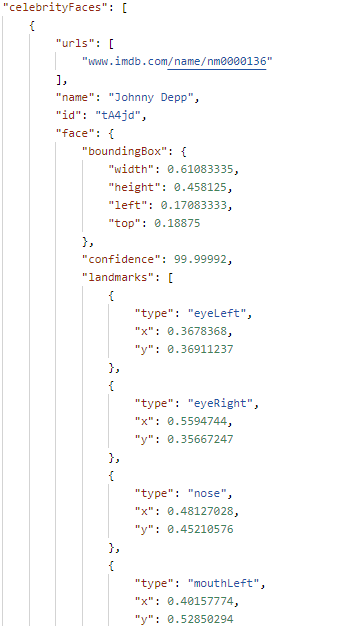 "celebrityFaces": [
{
"urls": [
"www.imdb.com/name/nm0000136"
],
"name": "Johnny Depp",
"id": "tA4jd",
"face": {
"boundingBox": {
"width": 0.61083335,
"height": 0.458125,
"left": 0.17083333,
"top": 0.18875
},
"confidence": 99.99992,
"landmarks": [
{
"type": "eyeLeft",
"x": 0.3678368,
"y": 0.36911237
},
{
"type": "eyeRight",
"x": 0.5594744,
"y": 0.35667247
},
{
"type": "nose",
"x": 0.48127028,
"y": 0.45210576
},
{
"type": "mouthLeft",
"x": 0.40157774,
"y": 0.52850294